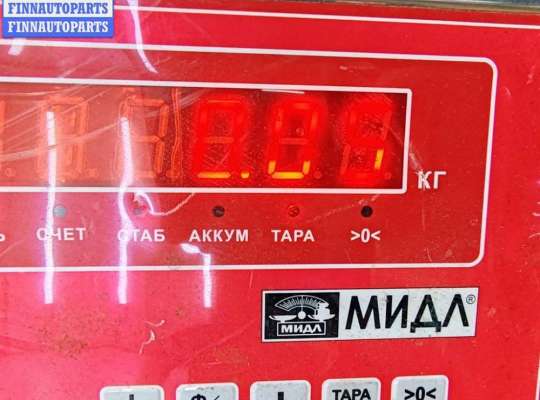 FINNAUTOPARTS
FINNAUTOPARTS
КГ
СЧЕТ СТАБ АККУМ ТАРА >0<
МИДЛ МИДЛ®
ТАРА >0<